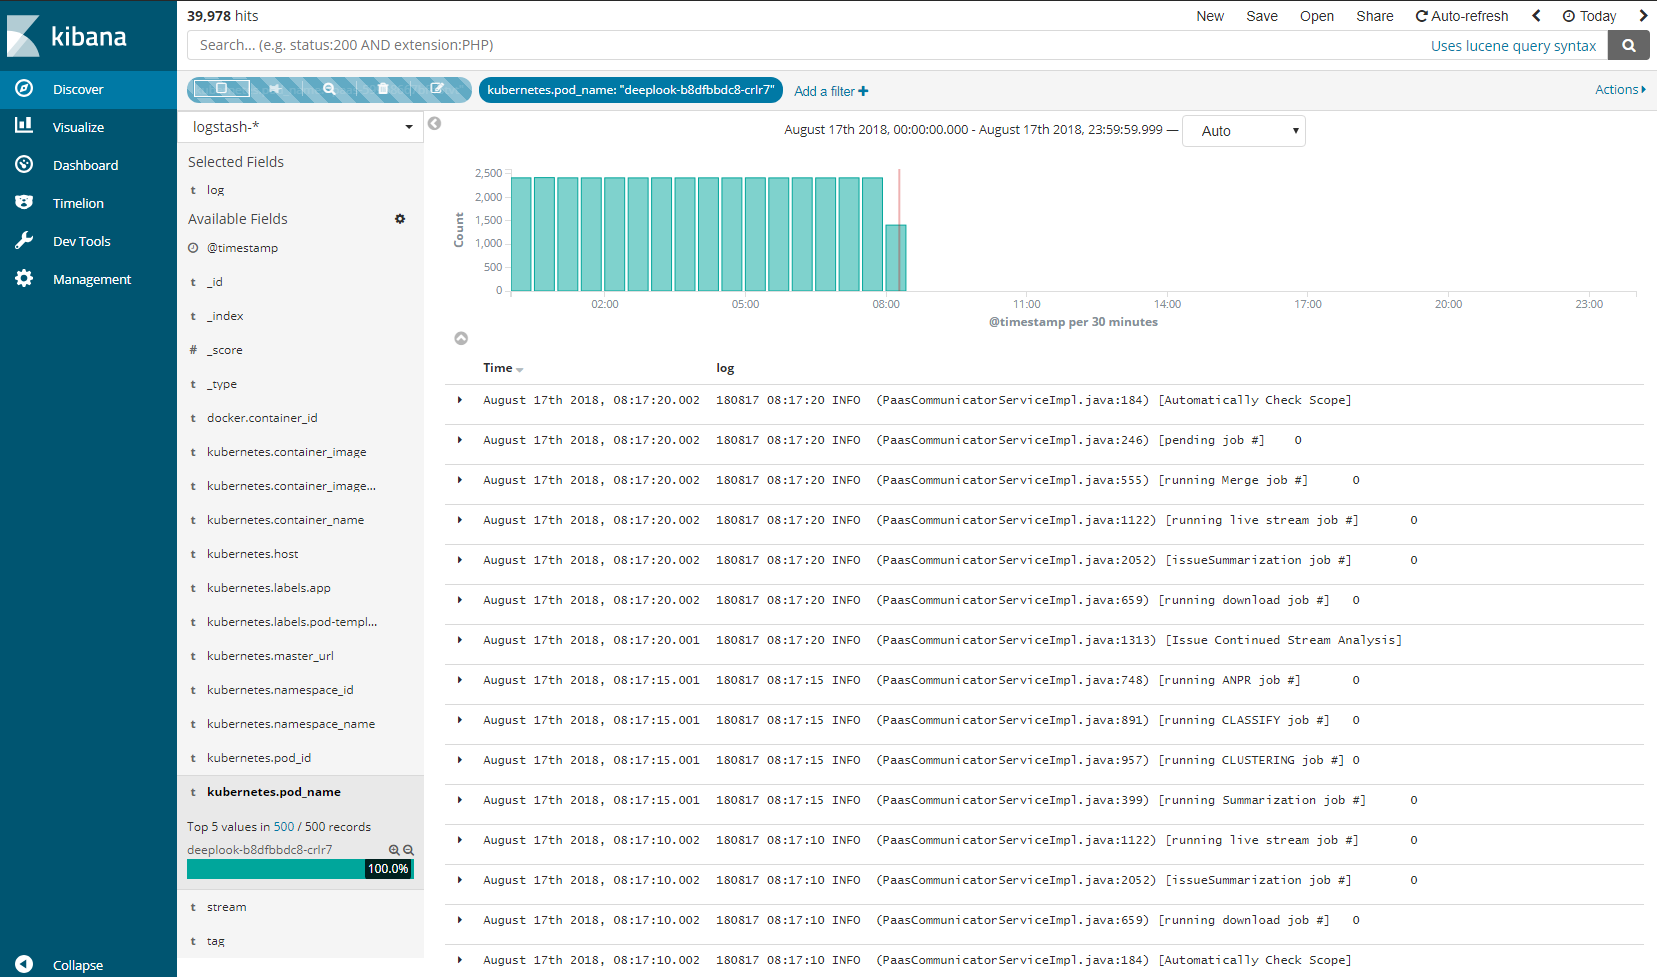 39,978 hits
New Save Open Share Auto-refresh Today
kibana
Search... (e.g. status:200 AND extension:PHP)
Uses lucene query syntax
Discover
Visualize
Dashboard
Timelion
Dev Tools
Management
Collapse
kubernetes.pod_name: "deeplook-b8dfbbdc8-crlr7"
Add a filter
Actions
logstash-*
Selected Fields
t log
Available Fields
@timestamp
t _id
t _index
# _score
t _type
t docker.container_id
t kubernetes.container_image
t kubernetes.container_image...
t kubernetes.container_name
t kubernetes.host
t kubernetes.labels.app
t kubernetes.labels.pod-templ...
t kubernetes.master_url
t kubernetes.namespace_id
t kubernetes.namespace_name
t kubernetes.pod_id
t kubernetes.pod_name
Top 5 values in 500 / 500 records
deeplook-b8dfbbdc8-crlr7
100.0%
t stream
t tag
August 17th 2018, 00:00:00.000 - August 17th 2018, 23:59:59.999 —
Auto
Count
2,500
2,000
1,500
1,000
500
0
02:00 05:00 08:00 11:00 14:00 17:00 20:00 23:00
@timestamp per 30 minutes
Time log
August 17th 2018, 08:17:20.002 180817 08:17:20 INFO (PaasCommunicatorServiceImpl.java:184) [Automatically Check Scope]
August 17th 2018, 08:17:20.002 180817 08:17:20 INFO (PaasCommunicatorServiceImpl.java:246) [pending job #] 0
August 17th 2018, 08:17:20.002 180817 08:17:20 INFO (PaasCommunicatorServiceImpl.java:555) [running Merge job #] 0
August 17th 2018, 08:17:20.002 180817 08:17:20 INFO (PaasCommunicatorServiceImpl.java:1122) [running live stream job #] 0
August 17th 2018, 08:17:20.002 180817 08:17:20 INFO (PaasCommunicatorServiceImpl.java:2052) [issueSummarization job #] 0
August 17th 2018, 08:17:20.002 180817 08:17:20 INFO (PaasCommunicatorServiceImpl.java:659) [running download job #] 0
August 17th 2018, 08:17:20.001 180817 08:17:20 INFO (PaasCommunicatorServiceImpl.java:1313) [Issue Continued Stream Analysis]
August 17th 2018, 08:17:15.001 180817 08:17:15 INFO (PaasCommunicatorServiceImpl.java:748) [running ANPR job #] 0
August 17th 2018, 08:17:15.001 180817 08:17:15 INFO (PaasCommunicatorServiceImpl.java:891) [running CLASSIFY job #] 0
August 17th 2018, 08:17:15.001 180817 08:17:15 INFO (PaasCommunicatorServiceImpl.java:957) [running CLUSTERING job #] 0
August 17th 2018, 08:17:15.001 180817 08:17:15 INFO (PaasCommunicatorServiceImpl.java:399) [running Summarization job #] 0
August 17th 2018, 08:17:10.002 180817 08:17:10 INFO (PaasCommunicatorServiceImpl.java:1122) [running live stream job #] 0
August 17th 2018, 08:17:10.002 180817 08:17:10 INFO (PaasCommunicatorServiceImpl.java:2052) [issueSummarization job #] 0
August 17th 2018, 08:17:10.002 180817 08:17:10 INFO (PaasCommunicatorServiceImpl.java:659) [running download job #] 0
August 17th 2018, 08:17:10.002 180817 08:17:10 INFO (PaasCommunicatorServiceImpl.java:184) [Automatically Check Scope]